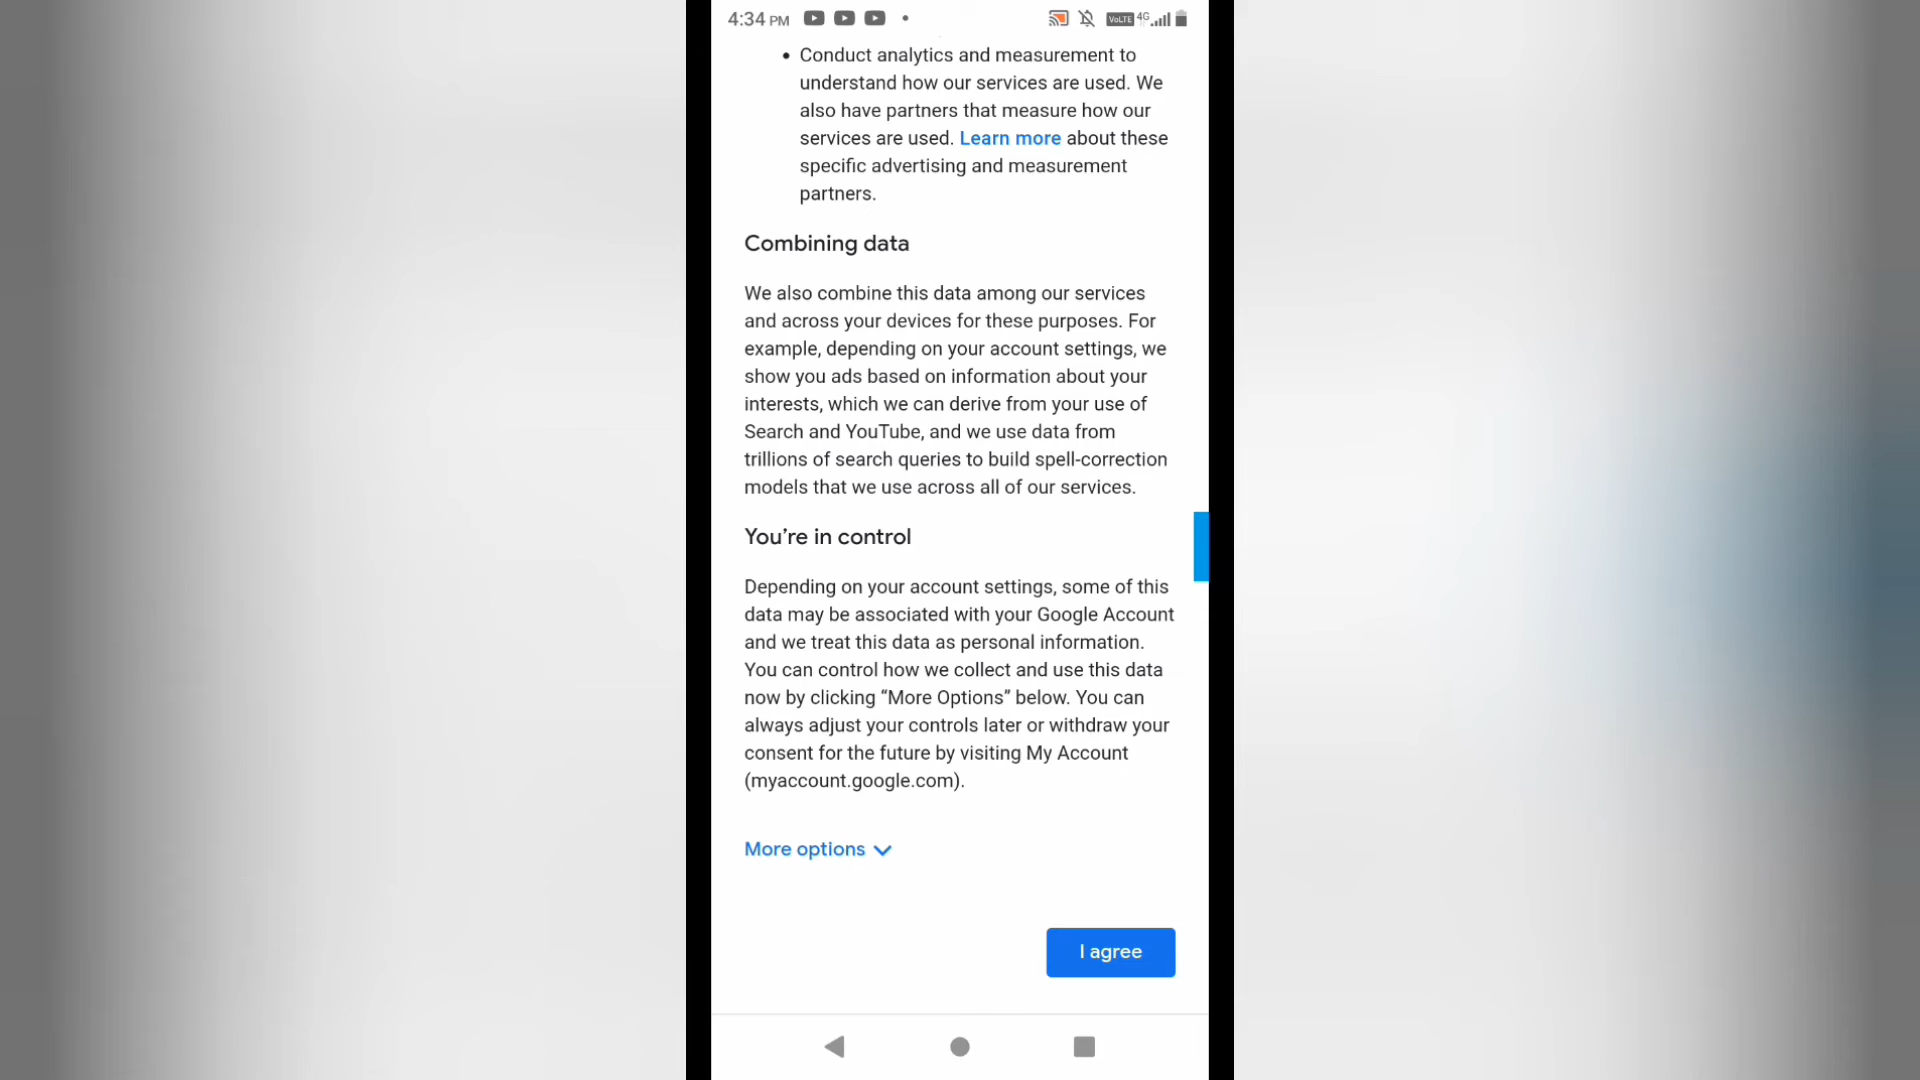 4:34 PM VoLTE 4G
• Conduct analytics and measurement to
understand how our services are used. We
also have partners that measure how our
services are used. Learn more about these
specific advertising and measurement
partners.
Combining data
We also combine this data among our services
and across your devices for these purposes. For
example, depending on your account settings, we
show you ads based on information about your
interests, which we can derive from your use of
Search and YouTube, and we use data from
trillions of search queries to build spell-correction
models that we use across all of our services.
You’re in control
Depending on your account settings, some of this
data may be associated with your Google Account
and we treat this data as personal information.
You can control how we collect and use this data
now by clicking “More Options” below. You can
always adjust your controls later or withdraw your
consent for the future by visiting My Account
(myaccount.google.com).
More options
I agree